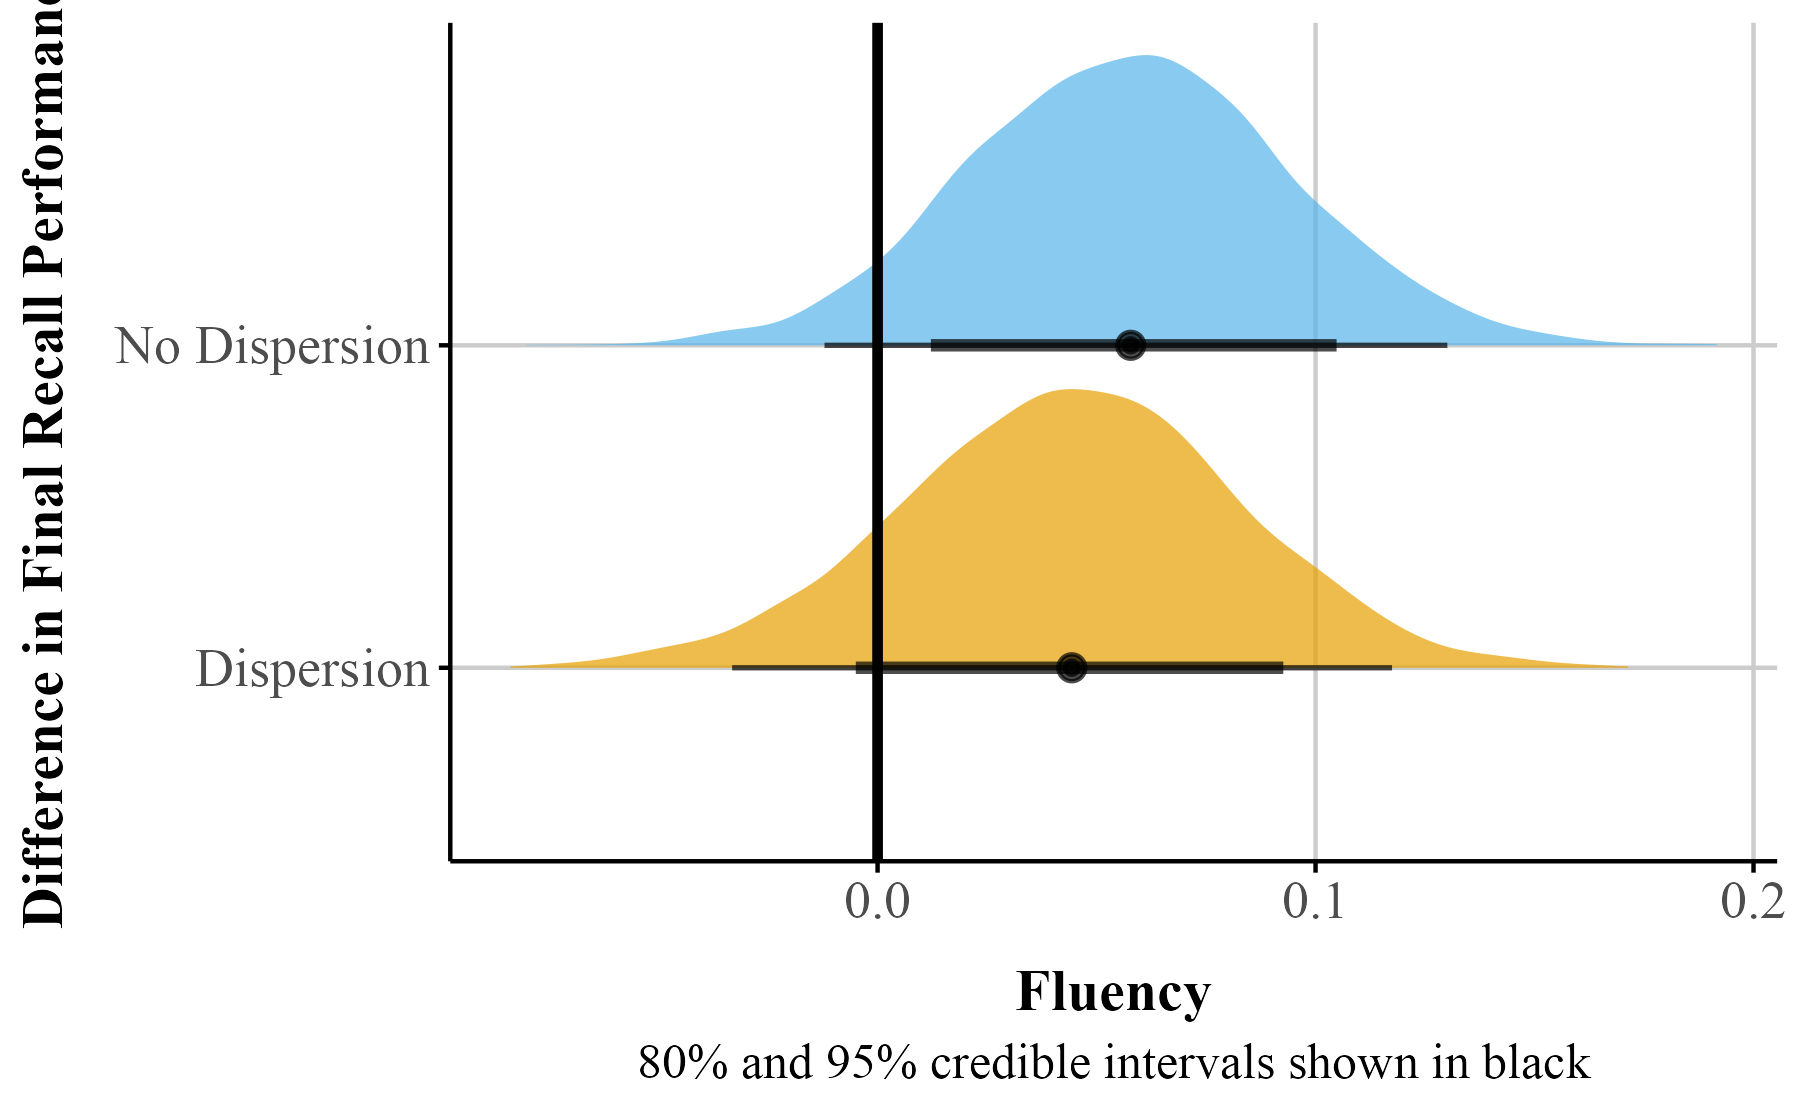 Difference in Final Recall
No Dispersion
Dispersion
0.0
0.1
0.2
Fluency
80% and 95% credible intervals shown in black